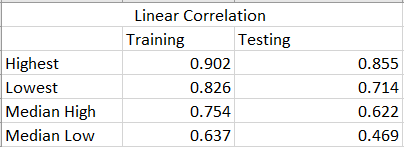 Linear Correlation
Training Testing
Highest 0.902 0.855
Lowest 0.826 0.714
Median High 0.754 0.622
Median Low 0.637 0.469